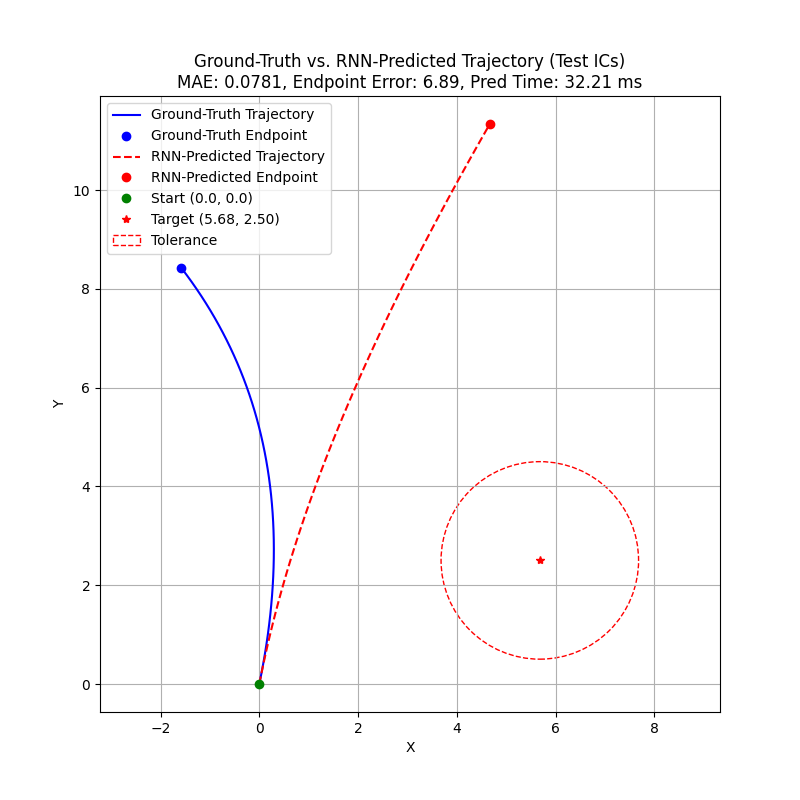 Ground-Truth vs. RNN-Predicted Trajectory (Test ICs)
MAE: 0.0781, Endpoint Error: 6.89, Pred Time: 32.21 ms
Ground-Truth Trajectory
Ground-Truth Endpoint
RNN-Predicted Trajectory
RNN-Predicted Endpoint
Start (0.0, 0.0)
Target (5.68, 2.50)
Tolerance
10
8
6
4
2
0
Y
−2 0 2 4 6 8
X